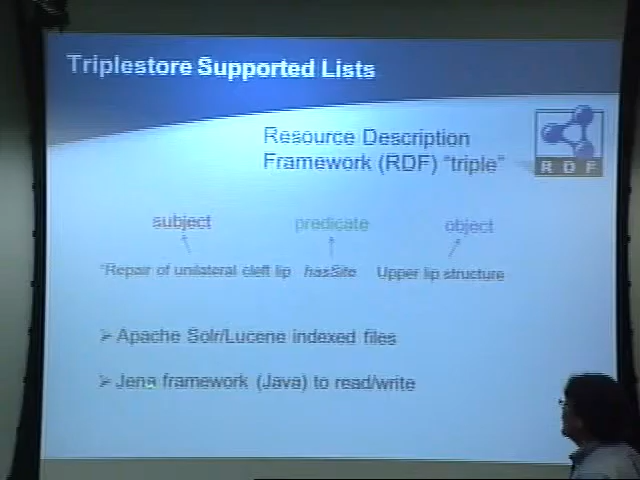 Triplestore Supported Lists
Resource Description
Framework (RDF) "triple"
R D F
subject predicate object
"Repair of unilateral cleft lip hasSite Upper lip structure
➢ Apache Solr/Lucene indexed files
➢ Jena framework (Java) to read/write